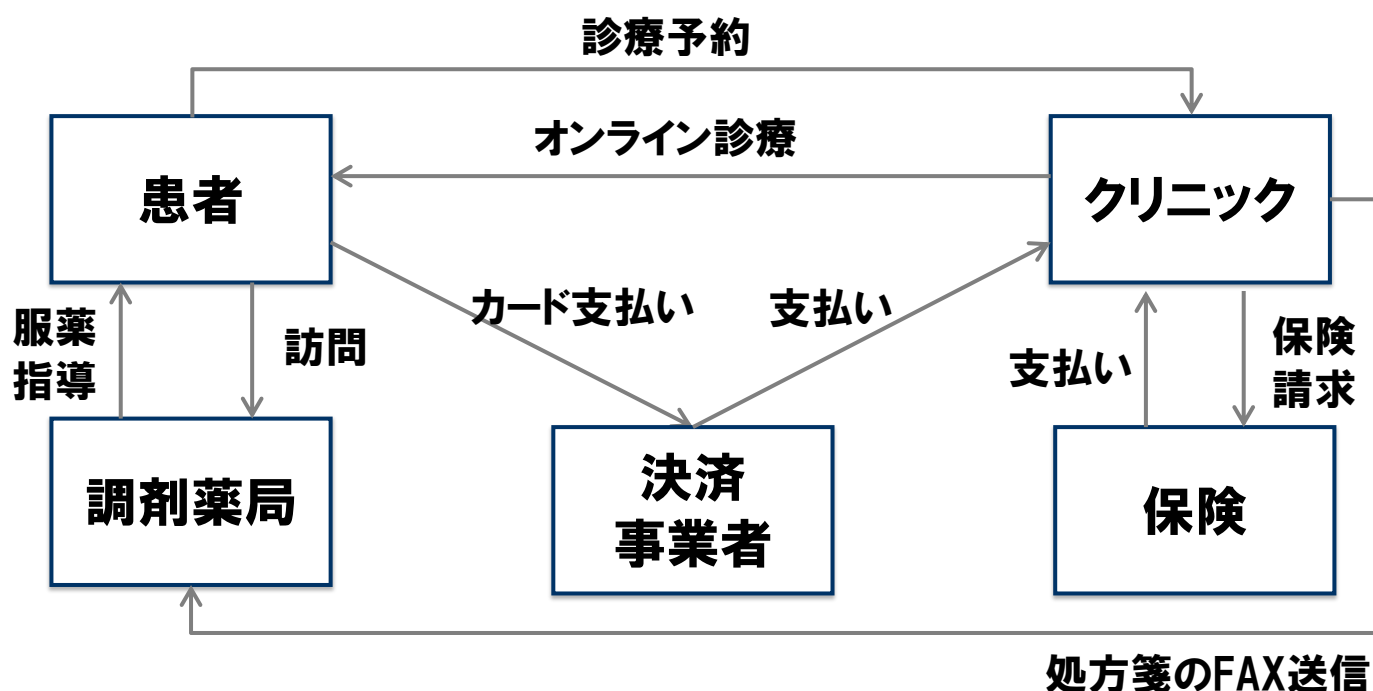 診療予約
オンライン診療
患者
クリニック
カード支払い
支払い
服薬
指導
訪問
支払い
保険
請求
調剤薬局
決済
事業者
保険
処方箋のFAX送信